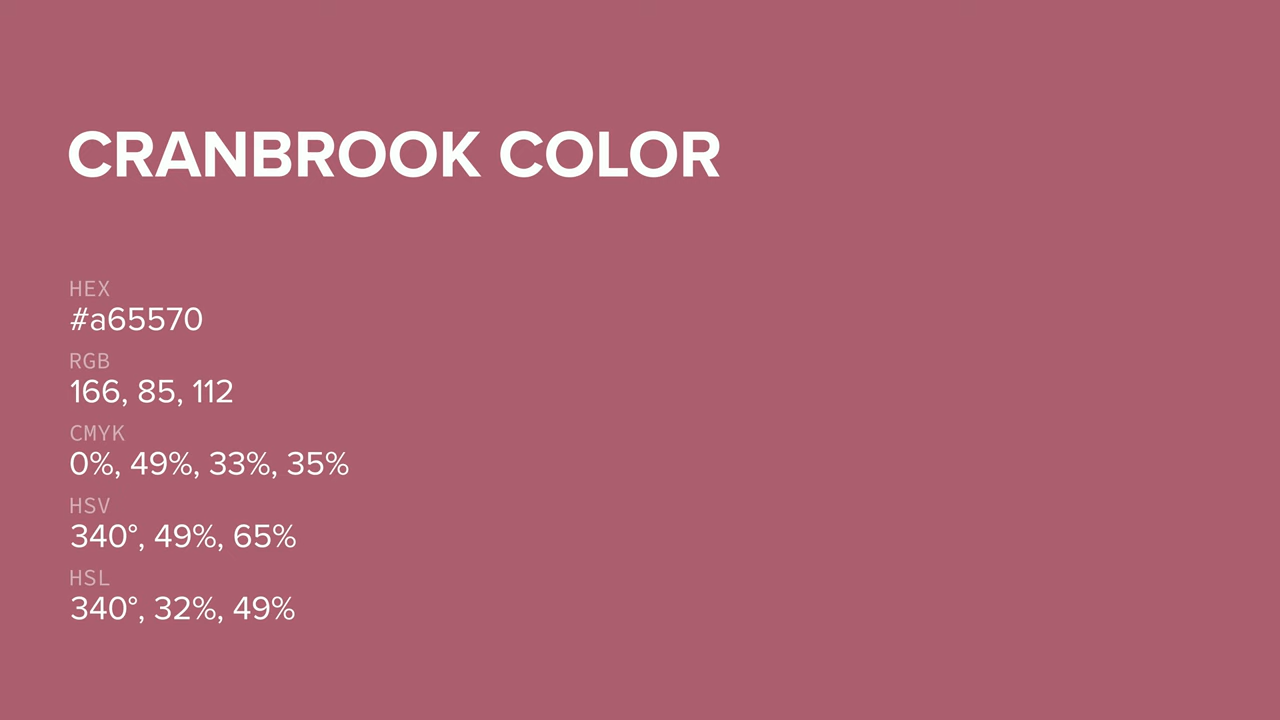 CRANBROOK COLOR
HEX
#a65570
RGB
166, 85, 112
CMYK
0%, 49%, 33%, 35%
HSV
340°, 49%, 65%
HSL
340°, 32%, 49%